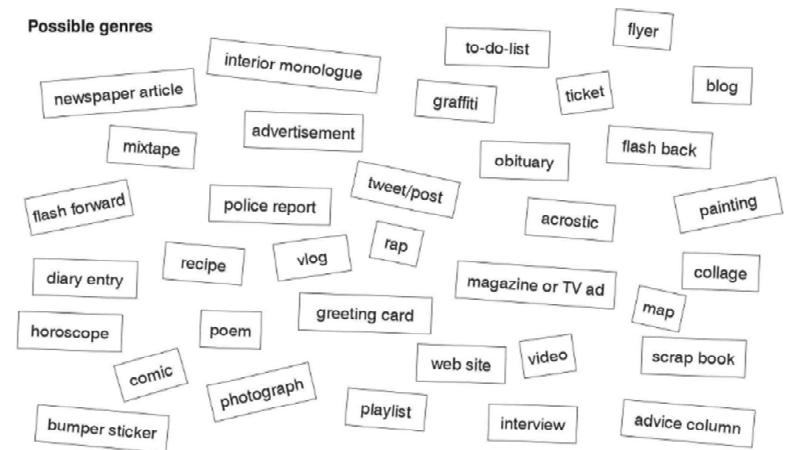 Possible genres
flyer
to-do-list
interior monologue
blog
newspaper article
ticket
graffiti
advertisement
mixtape
flash back
obituary
tweet/post
flash forward
police report
painting
acrostic
rap
vlog
recipe
diary entry
magazine or TV ad
collage
map
greeting card
horoscope
poem
web site
video
scrap book
comic
photograph
playlist
interview
advice column
bumper sticker